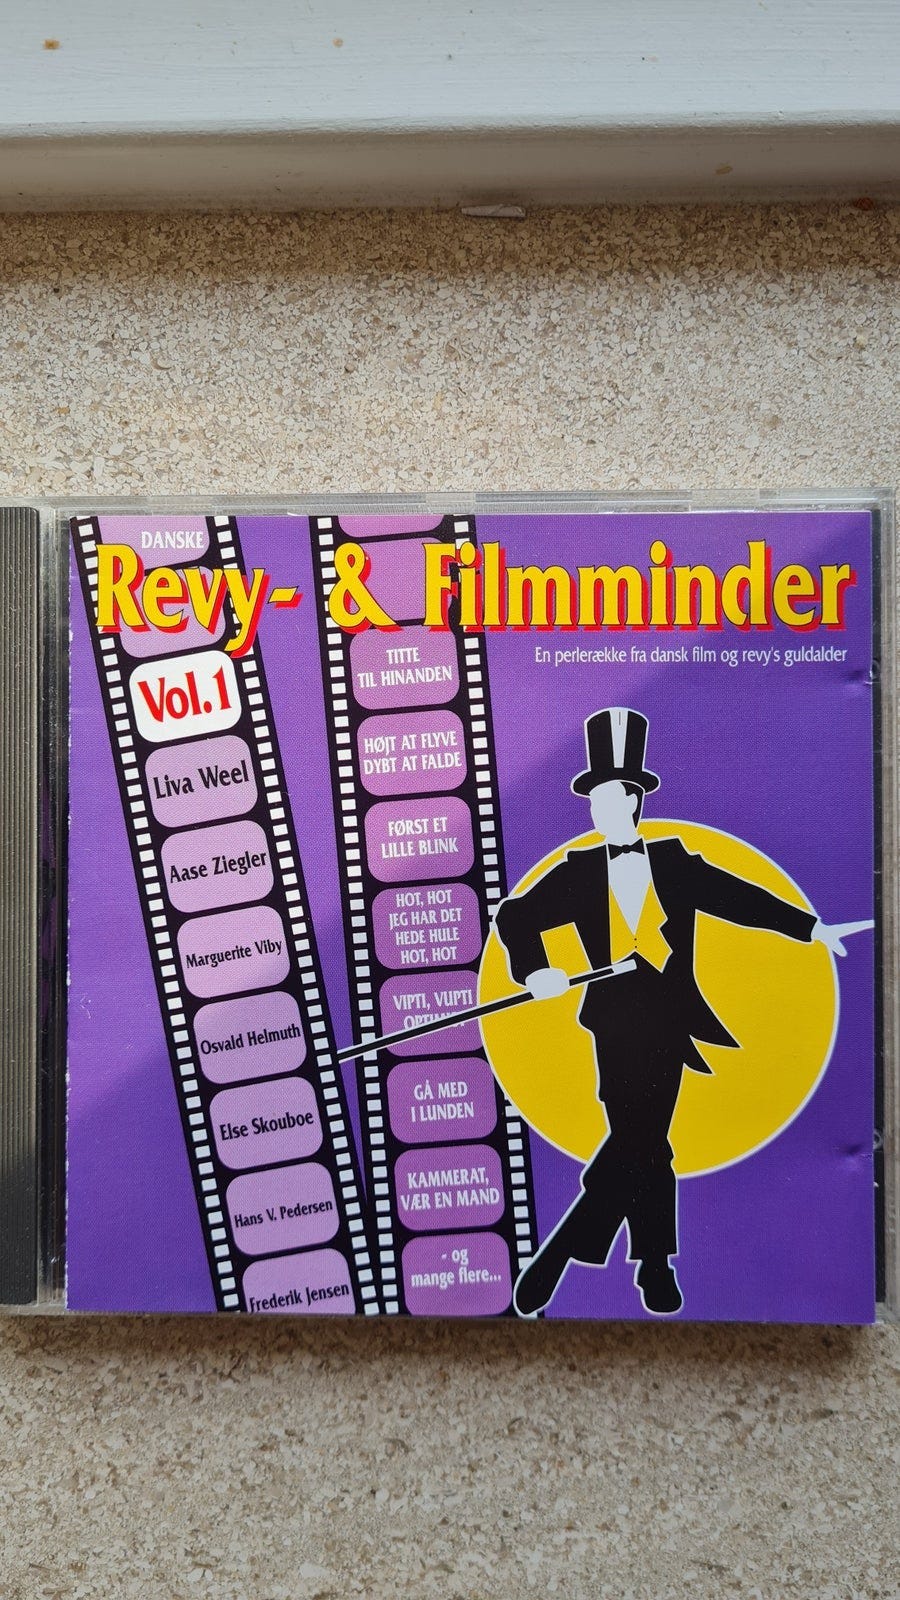 DANSKE
Revy- & Filmminder
En perlerække fra dansk film og revy's guldalder
Vol.1
Liva Weel
Aase Ziegler
Marguerite Viby
Osvald Helmuth
Else Skouboe
Hans V. Pedersen
Frederik Jensen
TITTE
TIL HINANDEN
HØJT AT FLYVE
DYBT AT FALDE
FØRST ET
LILLE BLINK
HOT, HOT
JEG HAR DET
HEDE HULE
HOT, HOT
VIPTI, VUPTI
GÅ MED
I LUNDEN
KAMMERAT,
VÆR EN MAND
- og
mange flere...